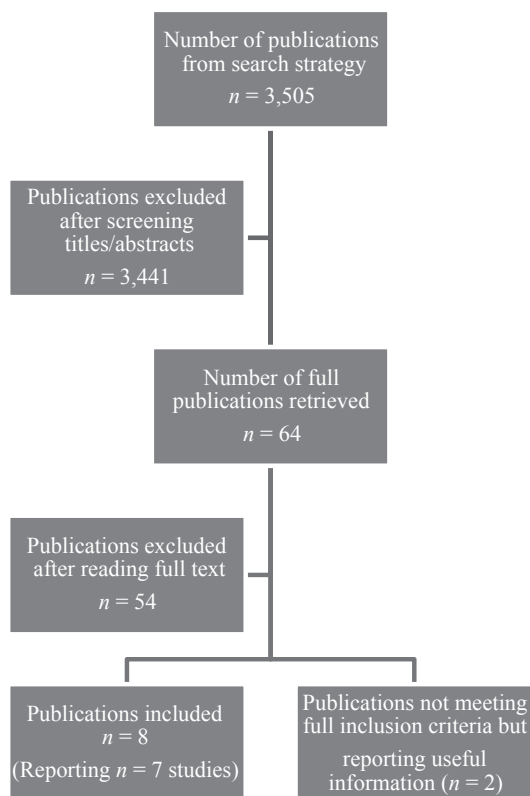 Number of publications
from search strategy
n = 3,505
Publications excluded
after screening
titles/abstracts
n = 3,441
Number of full
publications retrieved
n = 64
Publications excluded
after reading full text
n = 54
Publications included
n = 8
(Reporting n = 7 studies)
Publications not meeting
full inclusion criteria but
reporting useful
information (n = 2)